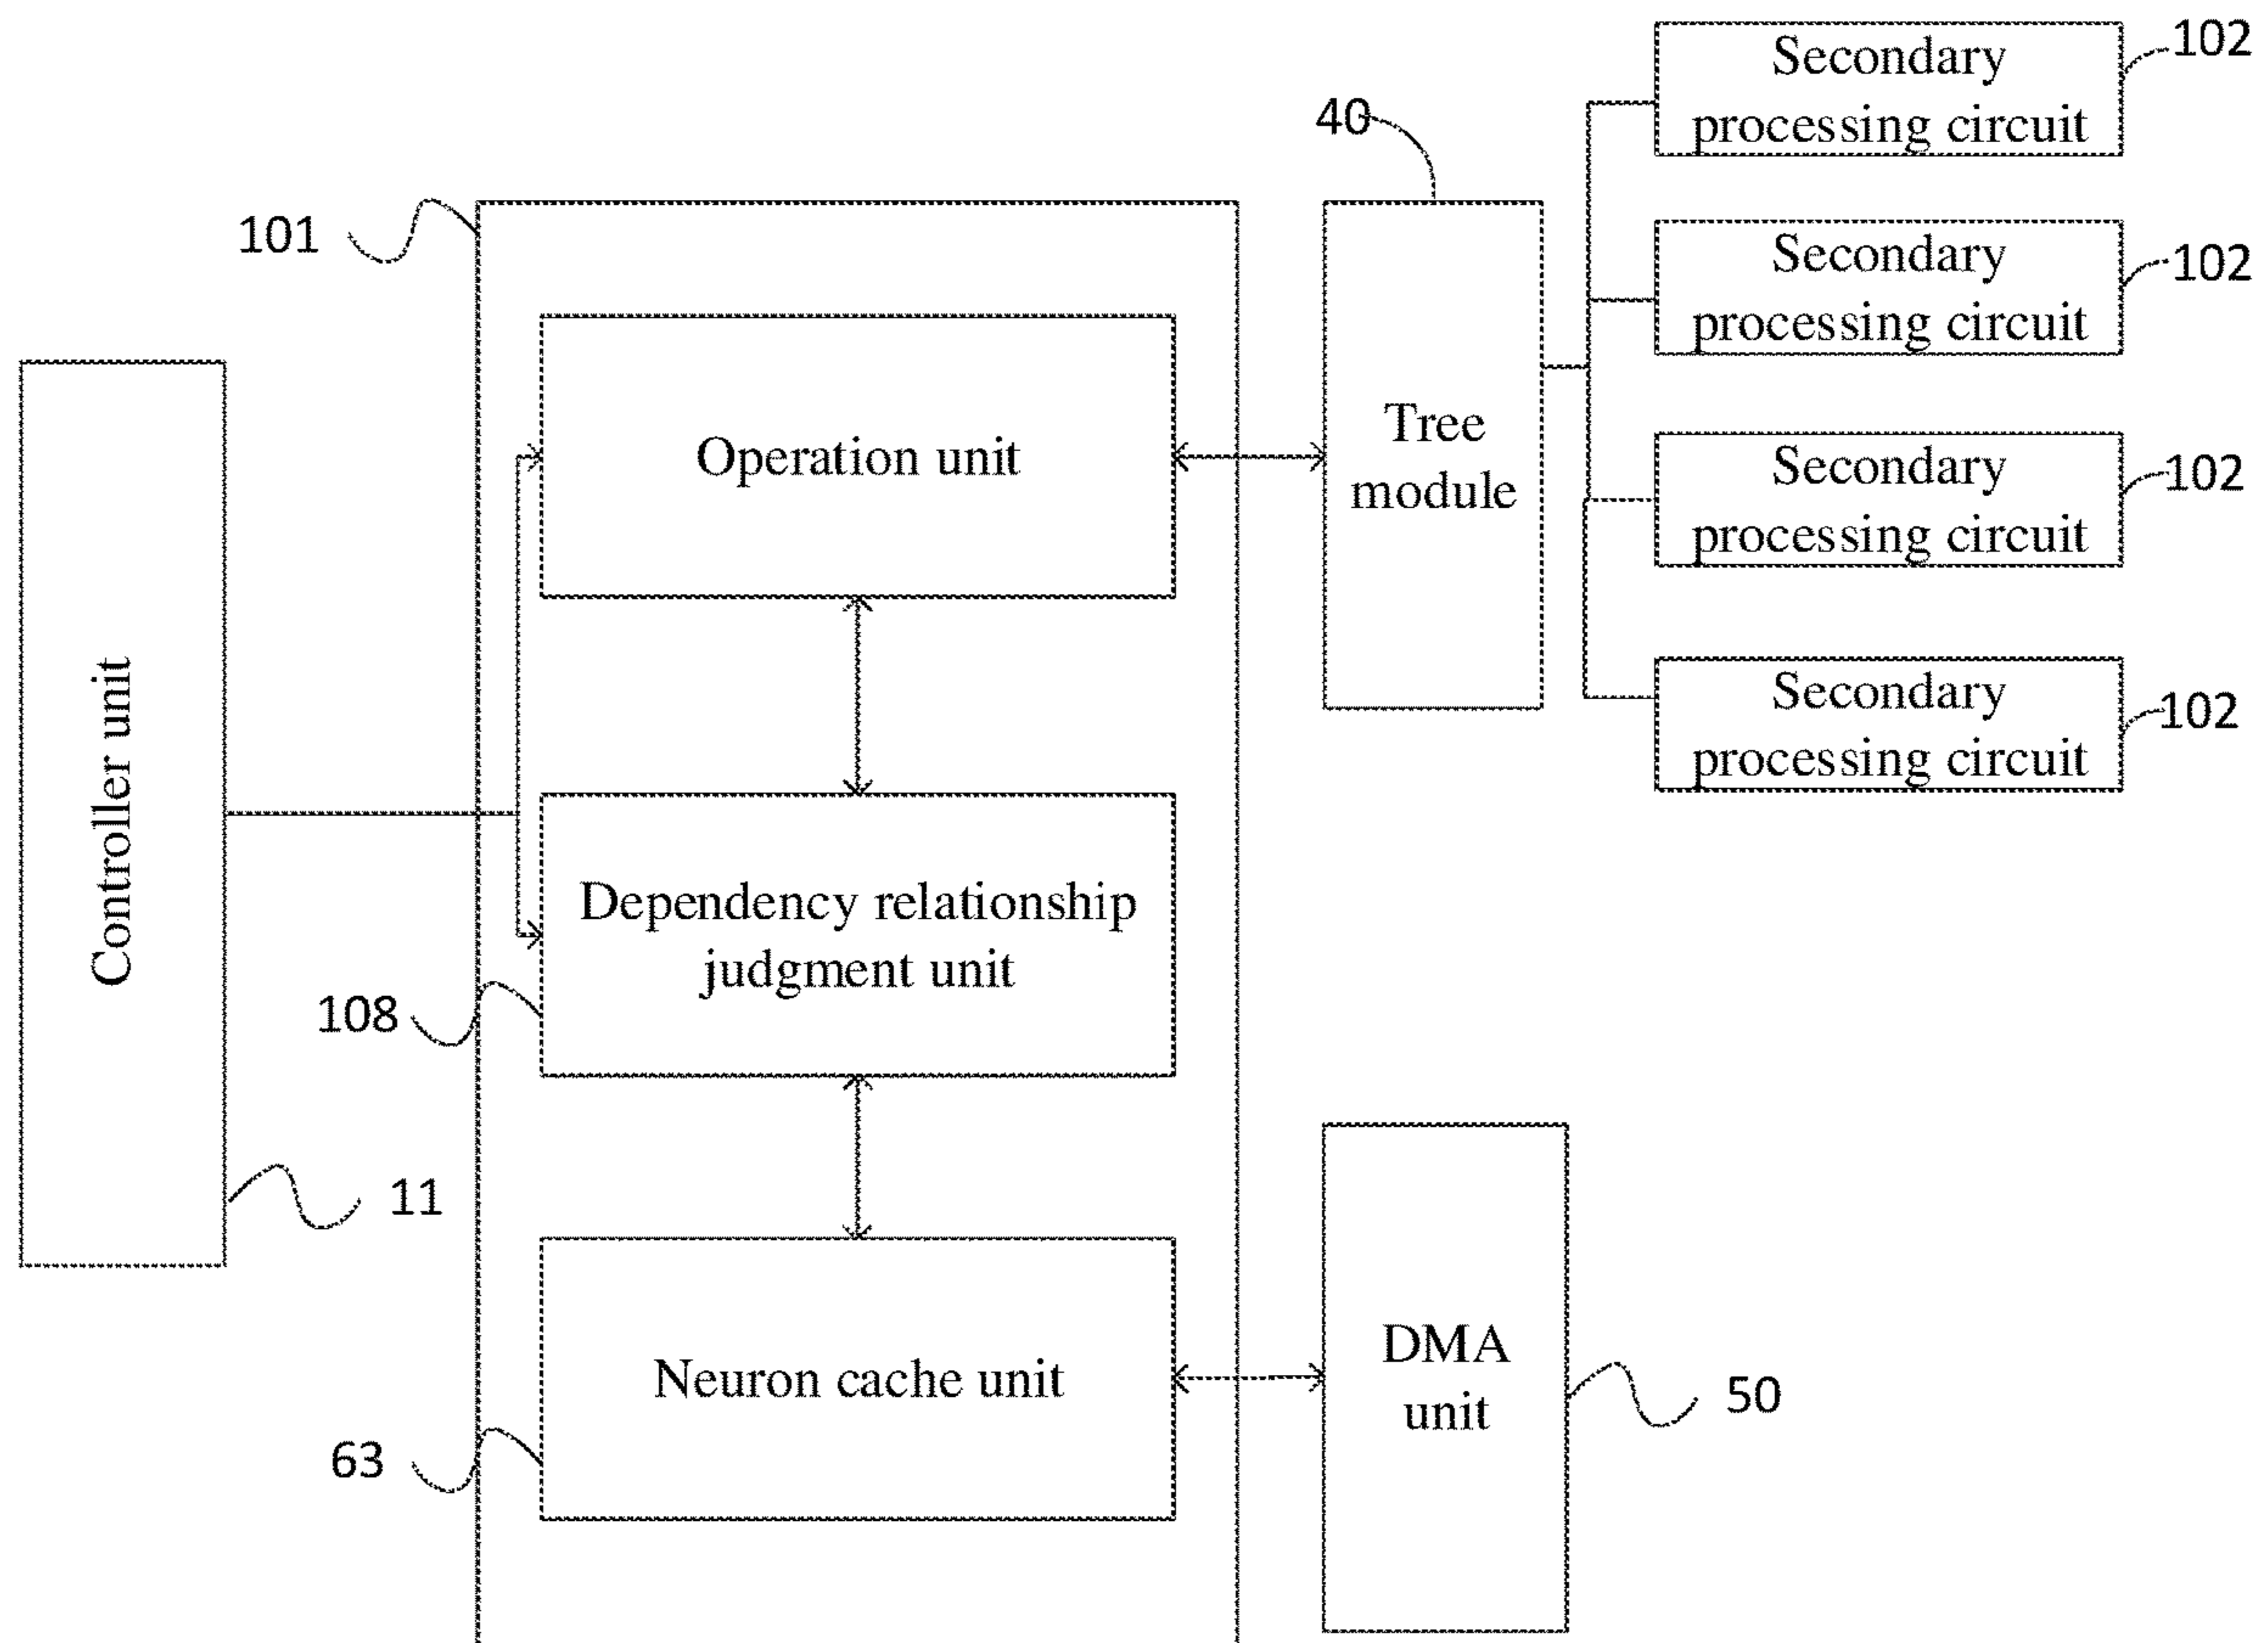 Secondary
processing circuit
102
40
Secondary
processing circuit
102
101
Operation unit
Tree
module
Secondary
processing circuit
102
Controller unit
Secondary
processing circuit
102
Dependency relationship
judgment unit
108
11
Neuron cache unit
DMA
unit
50
63